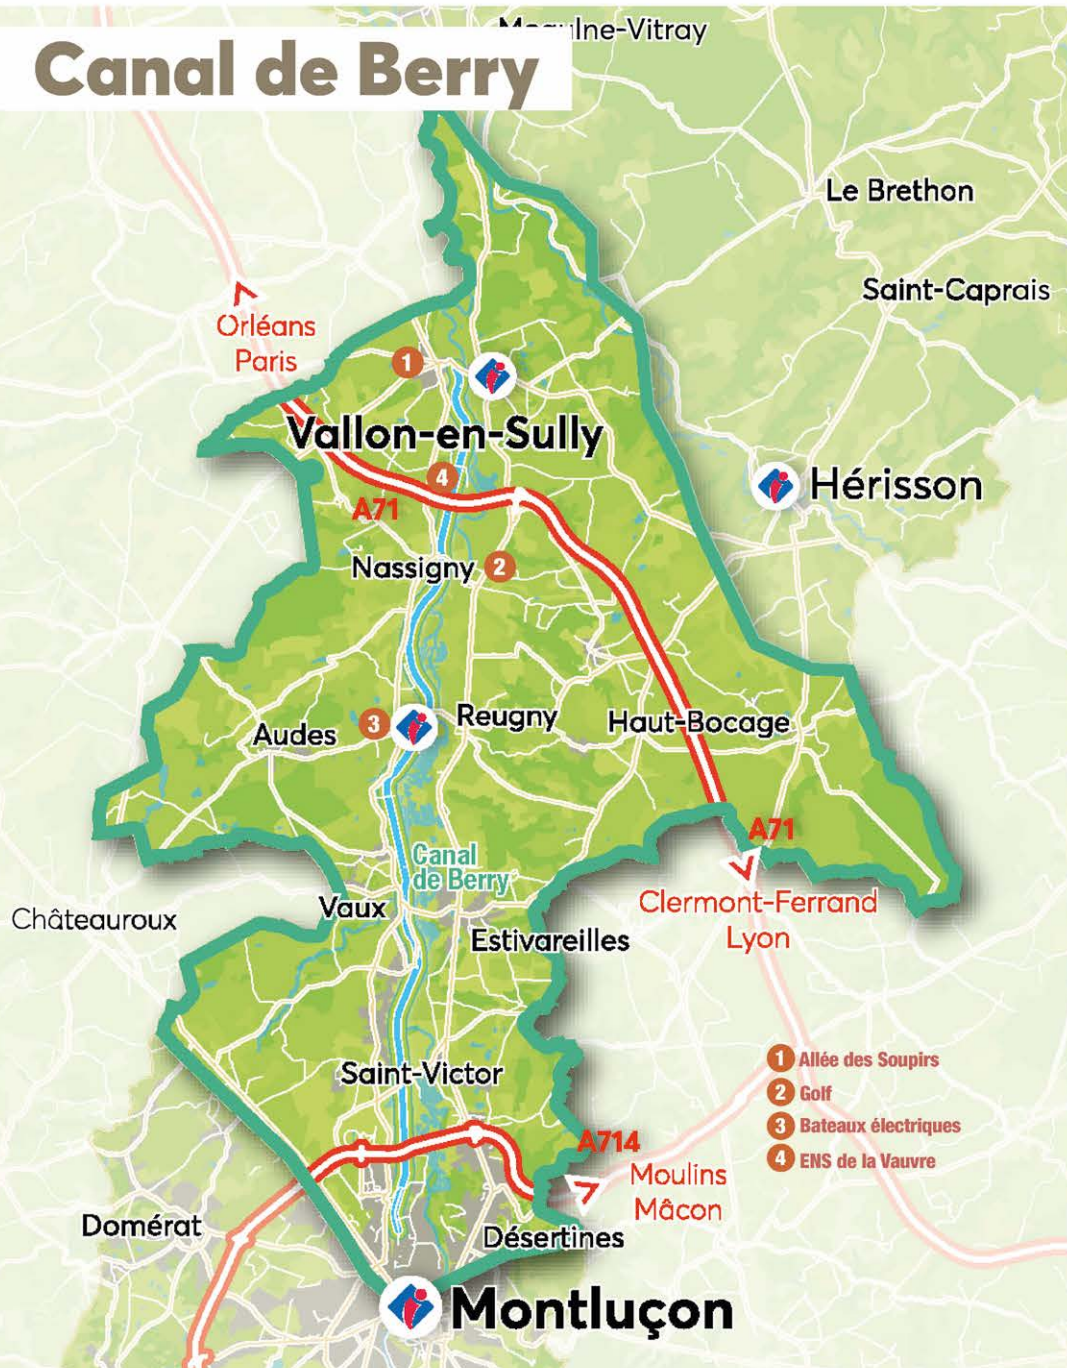 Vitray
Canal de Berry
Le Brethon
Saint-Caprais
Orléans
Paris
1
Vallon-en-Sully
4
Hérisson
A71
Nassigny 2
Audes
3
Reugny
Haut-Bocage
A71
Canal
de Berry
Clermont-Ferrand
Lyon
Châteauroux
Vaux
Estivareilles
Saint-Victor
1 Allée des Soupirs
2 Golf
3 Bateaux électriques
4 ENS de la Vauvre
A714
Moulins
Mâcon
Domérat
Désertines
Montluçon